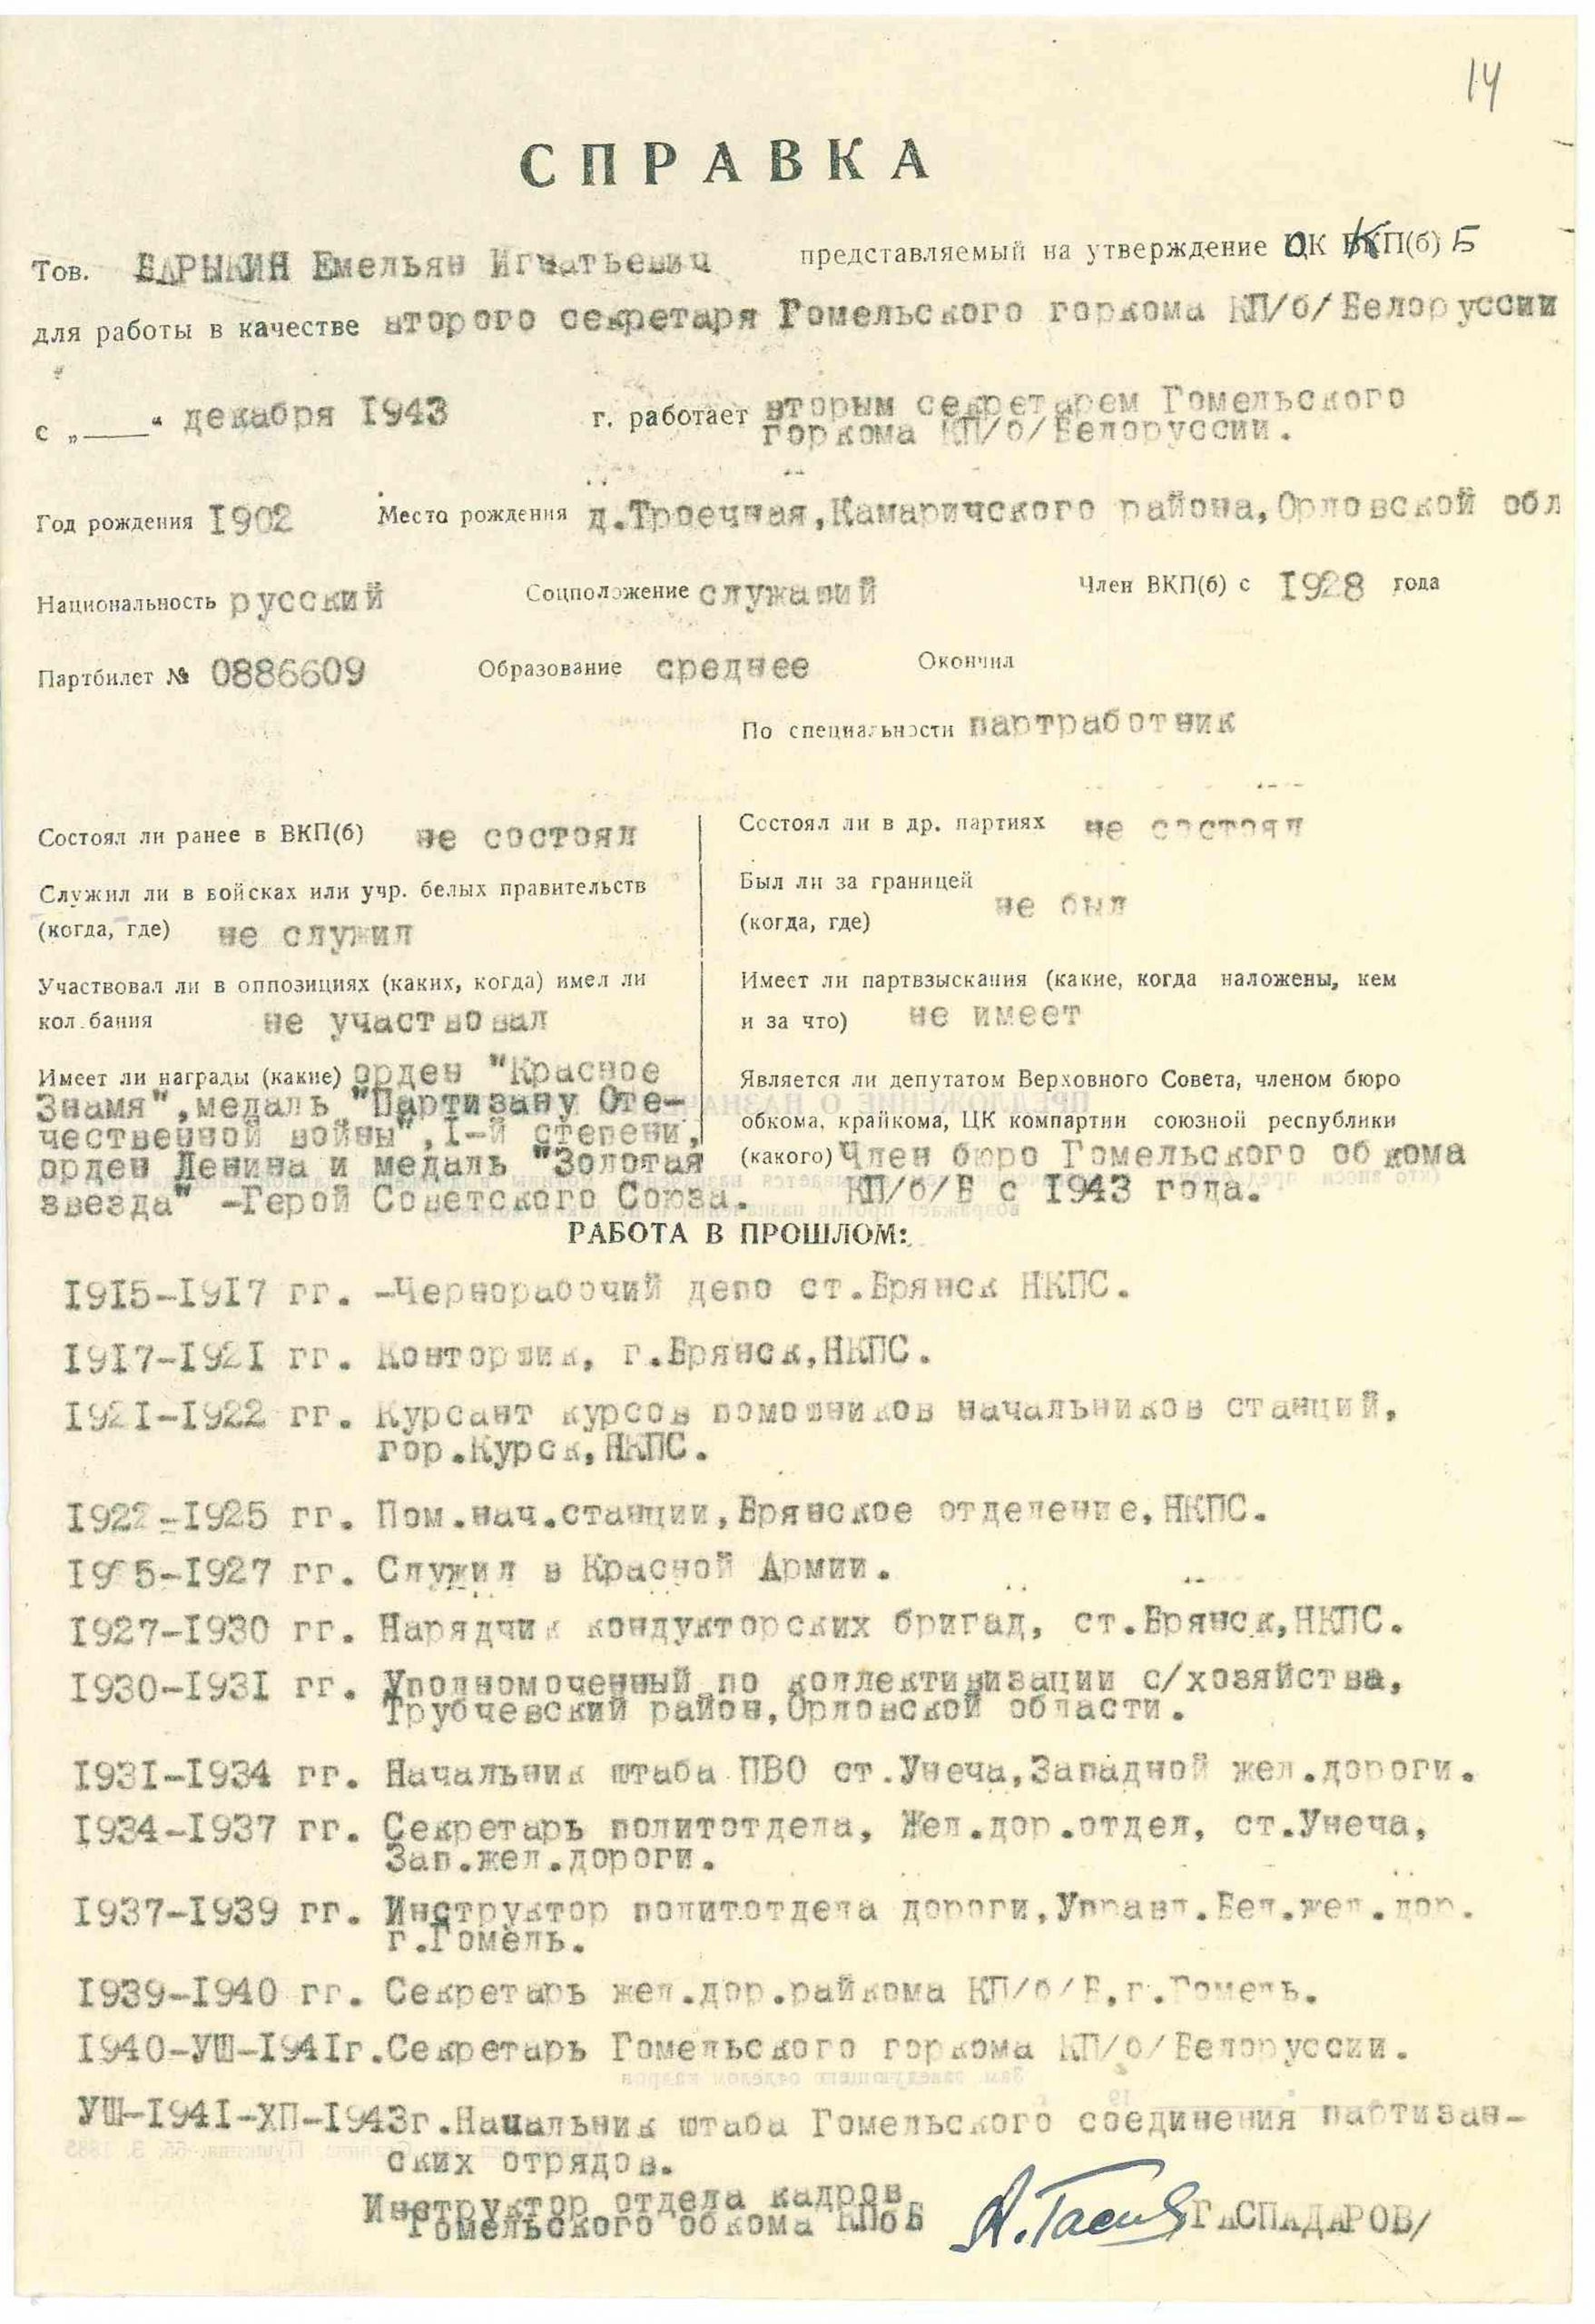 14
СПРАВКА
Тов. БАРЫКИН Емельян Игнатьевич представляемый на утверждение ЦК КП(б) Б
для работы в качестве второго секретаря Гомельского горкома КП/б/Белоруссии
с „——“ декабря 1943 г. работает вторым секретарем Гомельского
горкома КП/б/Белоруссии.
Год рождения 1902 Место рождения д.Троечная,Камаричского района,Орловской обл
Национальность русский Соцположение служащий Член ВКП(б) с 1928 года
Партбилет № 0886609 Образование среднее Окончил
По специальности партработник
Состоял ли ранее в ВКП(б) не состоял
Служил ли в войсках или учр. белых правительств
(когда, где) не служил
Участвовал ли в оппозициях (каких, когда) имел ли
колебания не участвовал
Имеет ли награды (какие) орден "Красное
Знамя",медаль "Партизану Оте-
чественной войны",I-й степени,
орден Ленина и медаль "Золотая
звезда" -Герой Советского Союза.
Состоял ли в др. партиях не состоял
Был ли за границей
(когда, где) не был
Имеет ли партвзыскания (какие, когда наложены, кем
и за что) не имеет
Является ли депутатом Верховного Совета, членом бюро
обкома, крайкома, ЦК компартии союзной республики
(какого) Член бюро Гомельского обкома
КП/б/Б с 1943 года.
РАБОТА В ПРОШЛОМ:
1915-1917 гг. -Чернорабочий депо ст.Брянск НКПС.
1917-1921 гг. Конторщик, г.Брянск,НКПС.
1921-1922 гг. Курсант курсов помощников начальников станций,
гор.Курск,НКПС.
1922-1925 гг. Пом.нач.станции,Брянское отделение,НКПС.
1925-1927 гг. Служил в Красной Армии.
1927-1930 гг. Нарядчик кондукторских бригад, ст.Брянск,НКПС.
1930-1931 гг. Уполномоченный по коллективизации с/хозяйства,
Трубчевский район,Орловской области.
1931-1934 гг. Начальник штаба ПВО ст.Унеча,Западной жел.дороги.
1934-1937 гг. Секретарь политотдела, Жел.дор.отдел, ст.Унеча,
Зап.жел.дороги.
1937-1939 гг. Инструктор политотдела дороги,Управл.Бел.жел.дор.
г.Гомель.
1939-1940 гг. Секретарь жел.дор.райкома КП/б/Б,г.Гомель.
1940-УШ-1941г.Секретарь Гомельского горкома КП/б/Белоруссии.
УШ-1941-ХП-1943г.Начальник штаба Гомельского соединения партизан-
ских отрядов.
Инструктор отдела кадров
Гомельского обкома КПбБ ГАСПАДАРОВ/